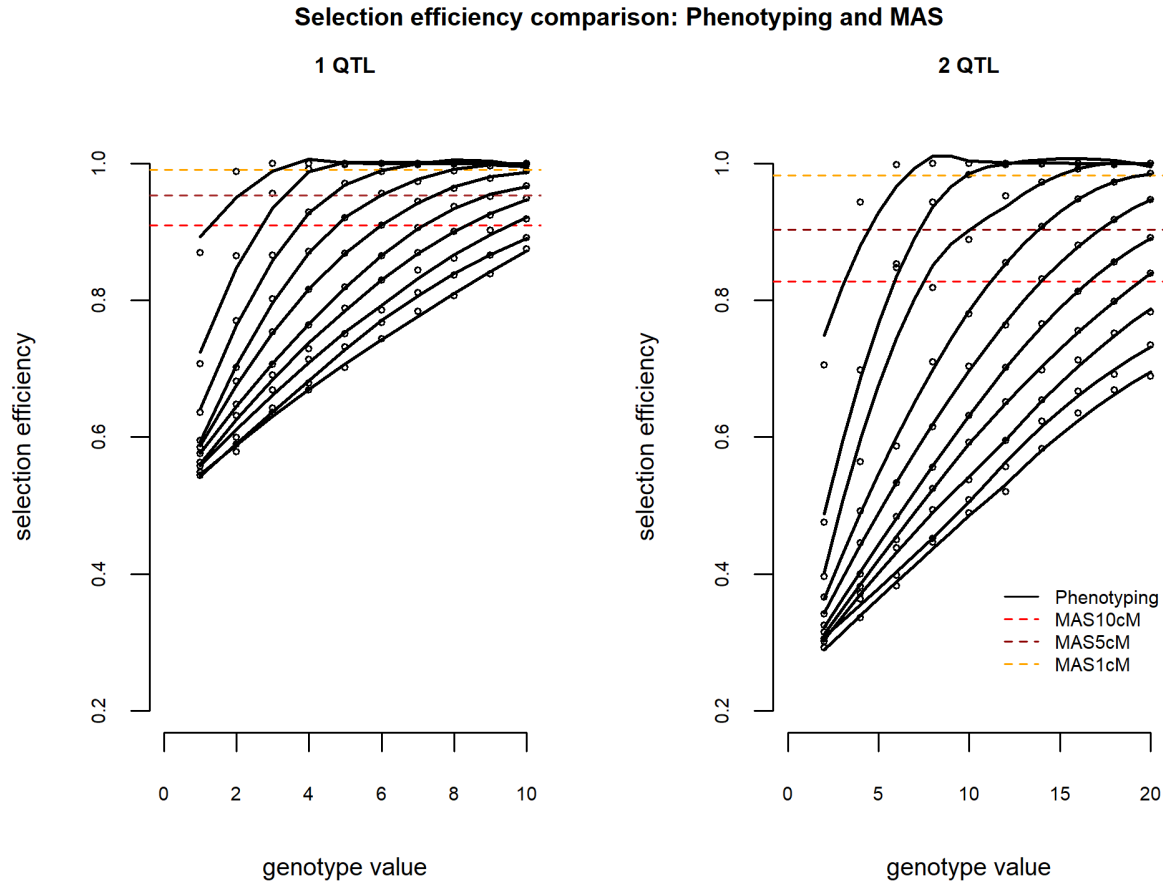 Selection efficiency comparison: Phenotyping and MAS
1 QTL
selection efficiency
1.0
0.8
0.6
0.4
0.2
0 2 4 6 8 10
genotype value
2 QTL
selection efficiency
1.0
0.8
0.6
0.4
0.2
Phenotyping
MAS10cM
MAS5cM
MAS1cM
0 5 10 15 20
genotype value